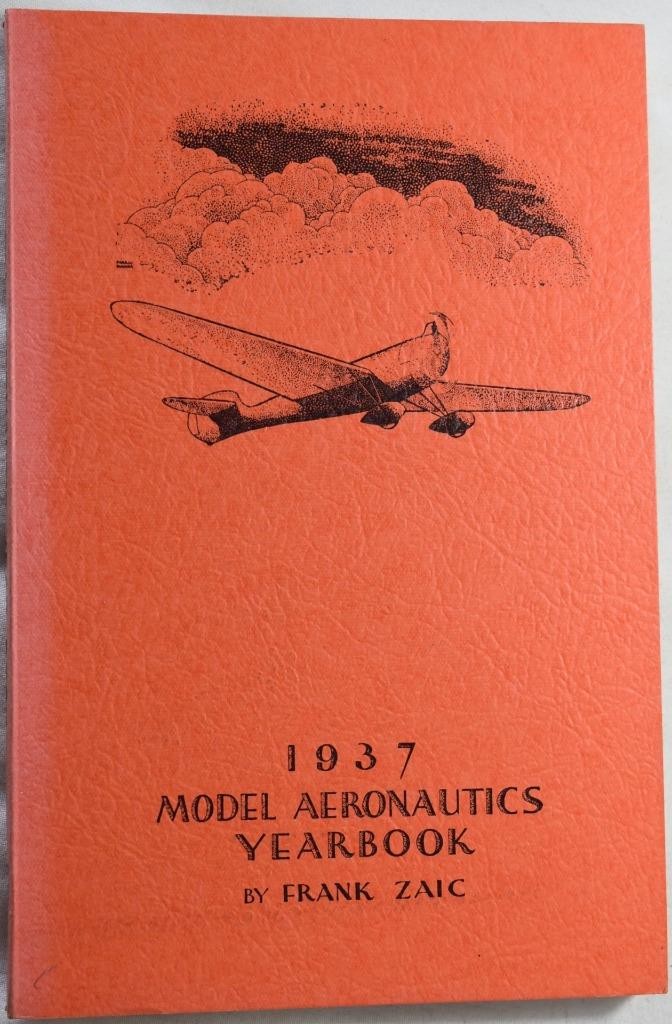 1937
MODEL AERONAUTICS
YEARBOOK
BY FRANK ZAIC